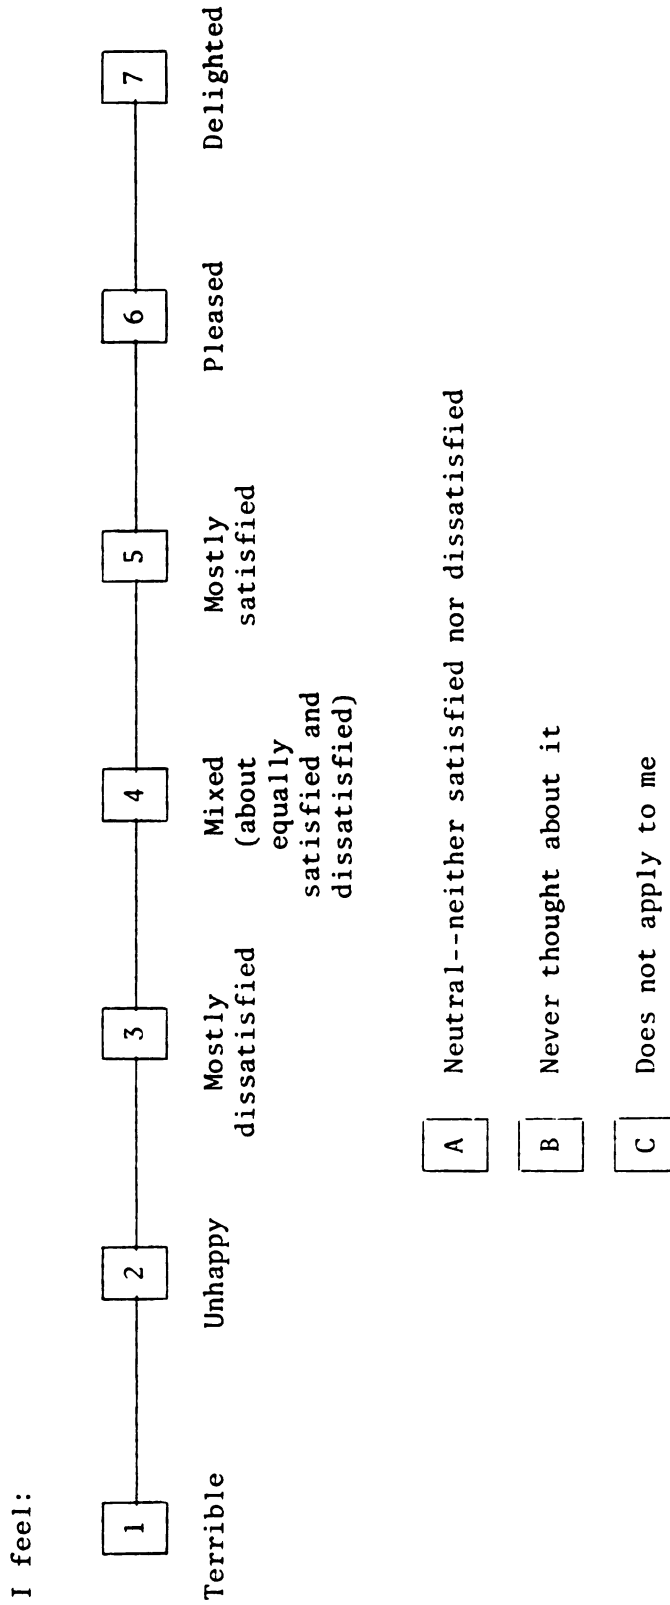 I feel:
1 2 3 4 5 6 7
Terrible Unhappy Mostly dissatisfied Mixed (about equally satisfied and dissatisfied) Mostly satisfied Pleased Delighted
A Neutral--neither satisfied nor dissatisfied
B Never thought about it
C Does not apply to me